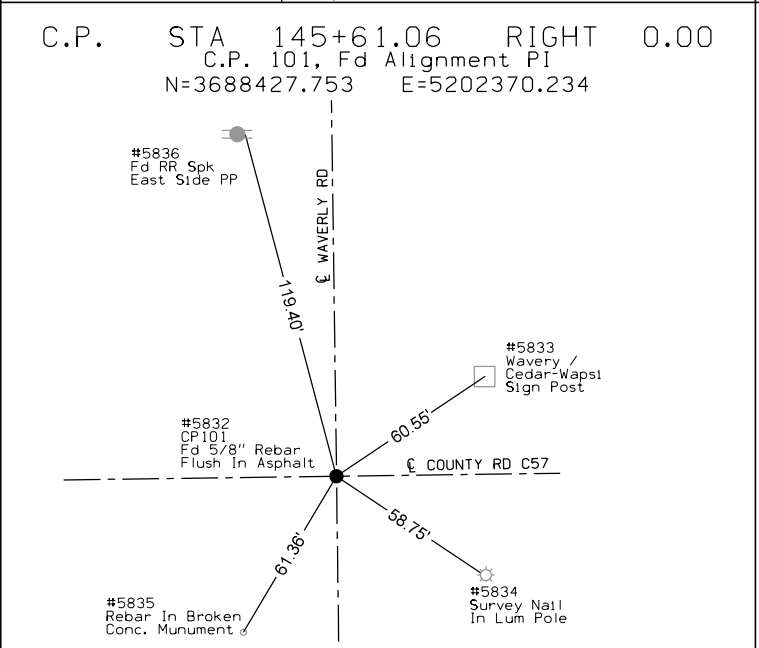 C.P. STA 145+61.06 RIGHT 0.00
C.P. 101, Fd Alignment PI
N=3688427.753 E=5202370.234
#5836
Fd RR Spk
East Side PP
℄ WAVERLY RD
119.40'
#5833
Wavery /
Cedar-Wapsi
Sign Post
60.55'
#5832
CP101
Fd 5/8" Rebar
Flush In Asphalt
℄ COUNTY RD C57
58.75'
61.36'
#5834
Survey Nail
In Lum Pole
#5835
Rebar In Broken
Conc. Munument